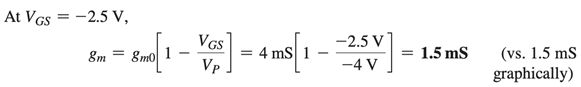 At V_GS = −2.5 V,
g_m = g_m0[1 − V_GS/V_P] = 4 mS[1 − −2.5 V/−4 V] = 1.5 mS (vs. 1.5 mS
graphically)